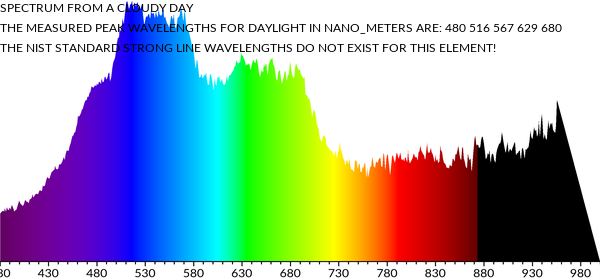 SPECTRUM FROM A CLOUDY DAY
THE MEASURED PEAK WAVELENGTHS FOR DAYLIGHT IN NANO_METERS ARE: 480 516 567 629 680
THE NIST STANDARD STRONG LINE WAVELENGTHS DO NOT EXIST FOR THIS ELEMENT!
80 430 480 530 580 630 680 730 780 830 880 930 980